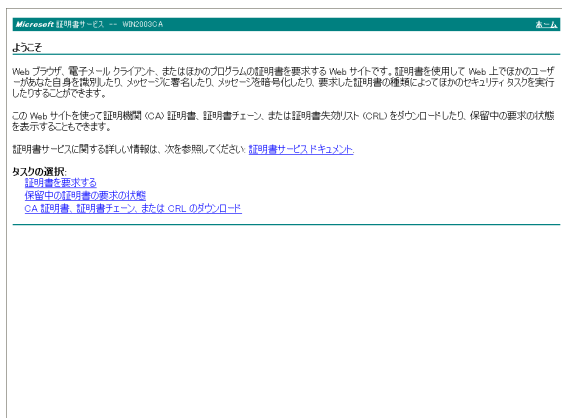 Microsoft 証明書サービス -- WIN2003CA ホーム
ようこそ
Web ブラウザ、電子メール クライアント、またはほかのプログラムの証明書を要求する Web サイトです。証明書を使用して Web 上でほかのユーザ
ーがあなた自身を識別したり、メッセージに署名したり、メッセージを暗号化したり、要求した証明書の種類によってほかのセキュリティ タスクを実行
したりすることができます。
この Web サイトを使って証明機関 (CA) 証明書、証明書チェーン、または証明書失効リスト (CRL) をダウンロードしたり、保留中の要求の状態
を表示することもできます。
証明書サービスに関する詳しい情報は、次を参照してください: 証明書サービスドキュメント.
タスクの選択:
証明書を要求する
保留中の証明書の要求の状態
CA 証明書、証明書チェーン、または CRL のダウンロード